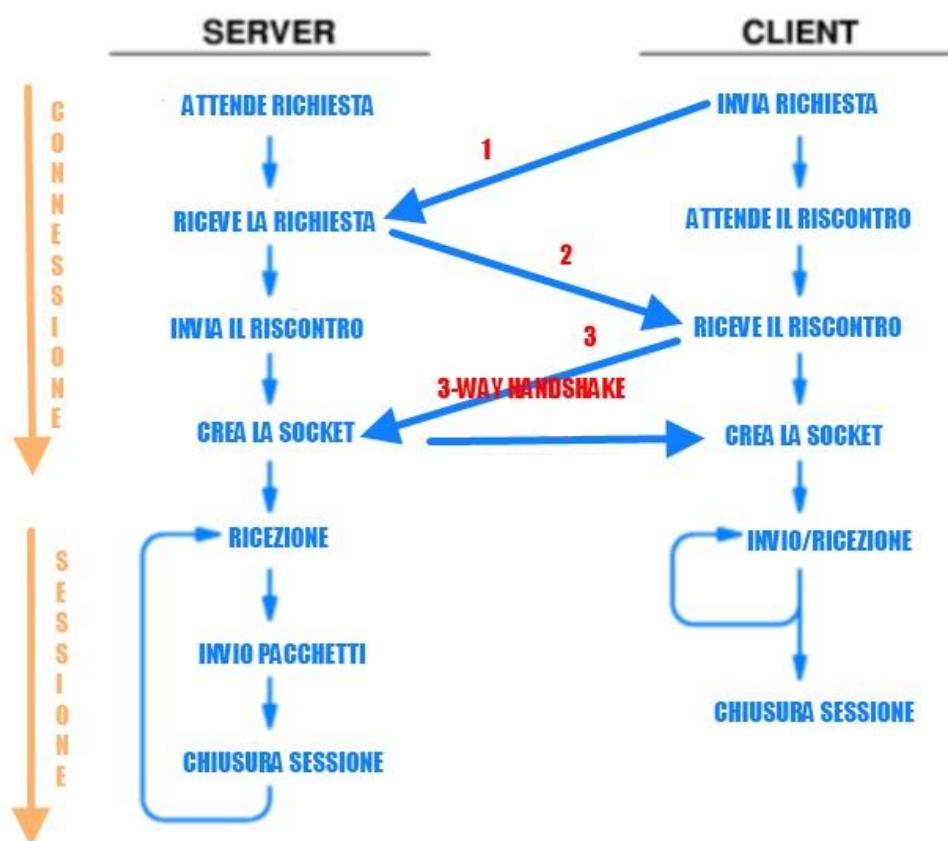 SERVER
CLIENT
CONNESSIONE
ATTENDE RICHIESTA
INVIA RICHIESTA
1
RICEVE LA RICHIESTA
ATTENDE IL RISCONTRO
2
INVIA IL RISCONTRO
RICEVE IL RISCONTRO
3
3-WAY HANDSHAKE
CREA LA SOCKET
CREA LA SOCKET
SESSIONE
RICEZIONE
INVIO/RICEZIONE
INVIO PACCHETTI
CHIUSURA SESSIONE
CHIUSURA SESSIONE